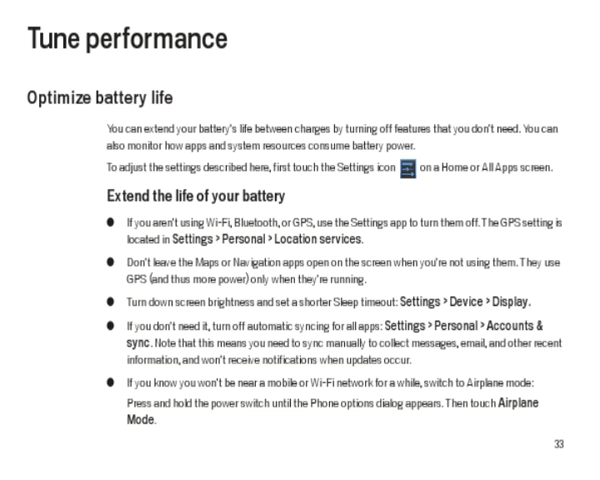 Tune performance
Optimize battery life
You can extend your battery's life between charges by turning off features that you don't need. You can
also monitor how apps and system resources consume battery power.
To adjust the settings described here, first touch the Settings icon on a Home or All Apps screen.
Extend the life of your battery
● If you aren't using Wi-Fi, Bluetooth, or GPS, use the Settings app to turn them off. The GPS setting is
located in Settings > Personal > Location services.
● Don't leave the Maps or Navigation apps open on the screen when you're not using them. They use
GPS (and thus more power) only when they're running.
● Turn down screen brightness and set a shorter Sleep timeout: Settings > Device > Display.
● If you don't need it, turn off automatic syncing for all apps: Settings > Personal > Accounts &
sync. Note that this means you need to sync manually to collect messages, email, and other recent
information, and won't receive notifications when updates occur.
● If you know you won't be near a mobile or Wi-Fi network for a while, switch to Airplane mode:
Press and hold the power switch until the Phone options dialog appears. Then touch Airplane
Mode.
33